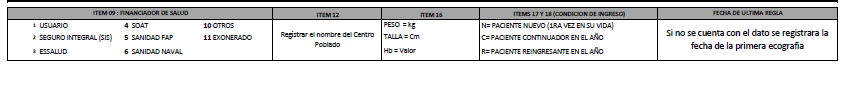 ITEM 09 : FINANCIADOR DE SALUD
1 USUARIO 4 SOAT 10 OTROS
2 SEGURO INTEGRAL (SIS) 5 SANIDAD FAP 11 EXONERADO
3 ESSALUD 6 SANIDAD NAVAL
ITEM 12
Registrar el nombre del Centro
Poblado
ITEM 16
PESO = kg
TALLA = Cm
Hb = Valor
ITEMS 17 Y 18 (CONDICION DE INGRESO)
N= PACIENTE NUEVO (1RA VEZ EN SU VIDA)
C= PACIENTE CONTINUADOR EN EL AÑO
R= PACIENTE REINGRESANTE EN EL AÑO
FECHA DE ULTIMA REGLA
Si no se cuenta con el dato se registrara la
fecha de la primera ecografia